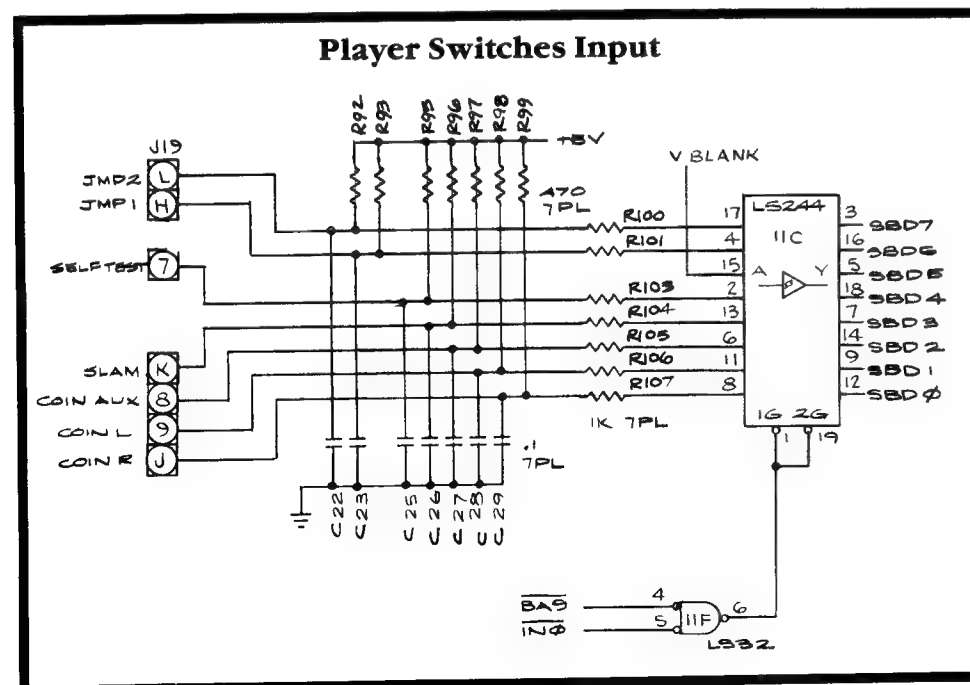 Player Switches Input
R92
R93
R95
R96
R97
R98
R99
+5V
J19
JMP2 L
JMP1 H
SELFTEST 7
SLAM K
COIN AUX 8
COIN L 9
COIN R J
470
7PL
V BLANK
R100
R101
R103
R104
R105
R106
R107
1K 7PL
.1
7PL
C22
C23
C25
C26
C27
C28
C29
LS244
11C
A Y
17
4
15
2
13
6
11
8
3 SBD7
16 SBD6
5 SBD5
18 SBD4
7 SBD3
14 SBD2
9 SBD1
12 SBDØ
1G 2G
1 19
BA9 4
INØ 5
11F
6
LS32